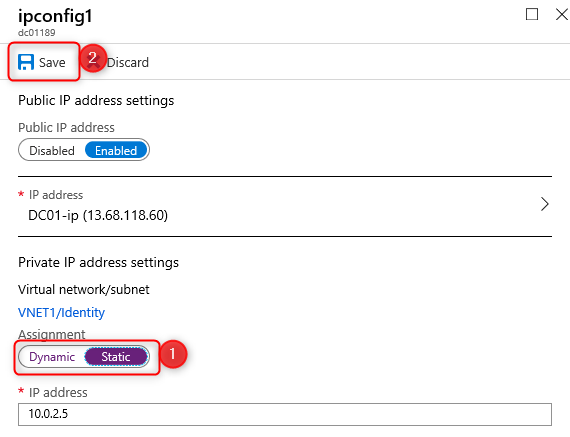 ipconfig1
dc01189
Save 2 Discard
Public IP address settings
Public IP address
Disabled Enabled
* IP address
DC01-ip (13.68.118.60)
Private IP address settings
Virtual network/subnet
VNET1/Identity
Assignment
Dynamic Static 1
* IP address
10.0.2.5